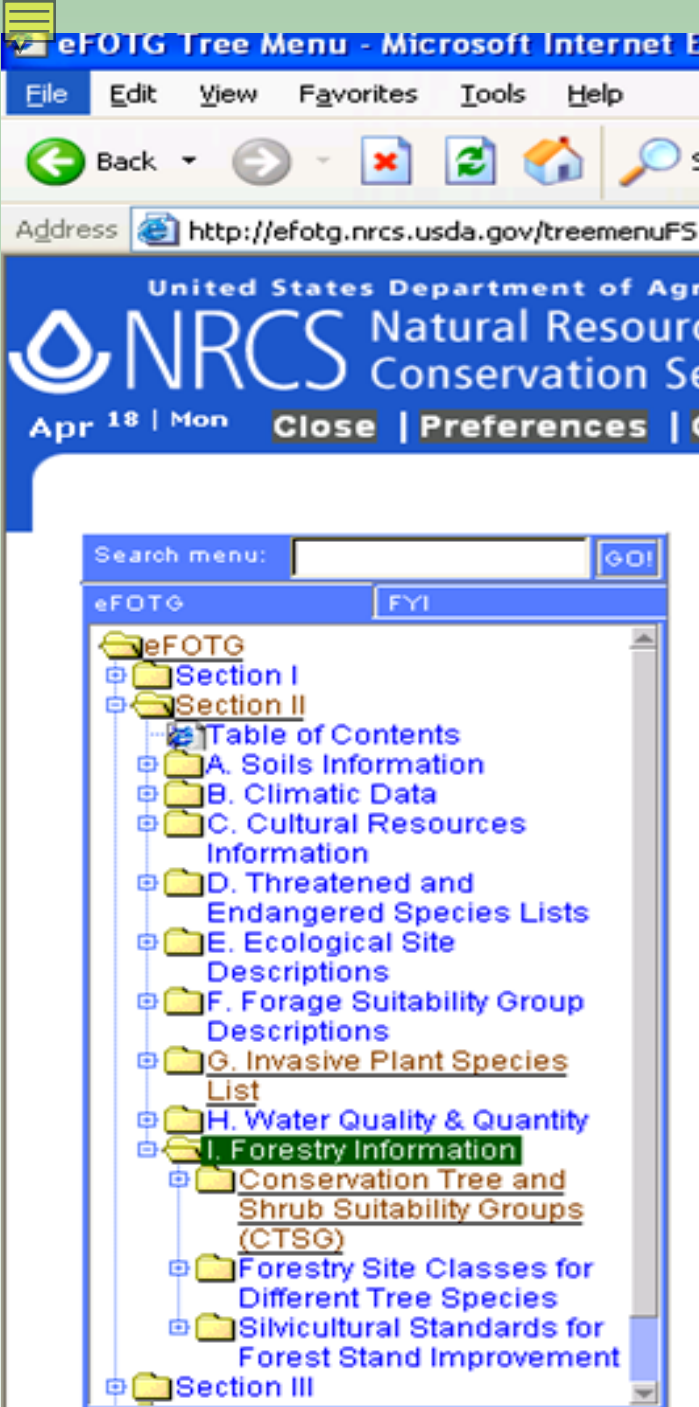 eFOTG Tree Menu - Microsoft Internet E
File Edit View Favorites Tools Help
Back
Address http://efotg.nrcs.usda.gov/treemenuFS
United States Department of Agr
NRCS Natural Resourc
Conservation Se
Apr 18 | Mon Close | Preferences |
Search menu: GO!
eFOTG FYI
eFOTG
Section I
Section II
Table of Contents
A. Soils Information
B. Climatic Data
C. Cultural Resources
Information
D. Threatened and
Endangered Species Lists
E. Ecological Site
Descriptions
F. Forage Suitability Group
Descriptions
G. Invasive Plant Species
List
H. Water Quality & Quantity
I. Forestry Information
Conservation Tree and
Shrub Suitability Groups
(CTSG)
Forestry Site Classes for
Different Tree Species
Silvicultural Standards for
Forest Stand Improvement
Section III